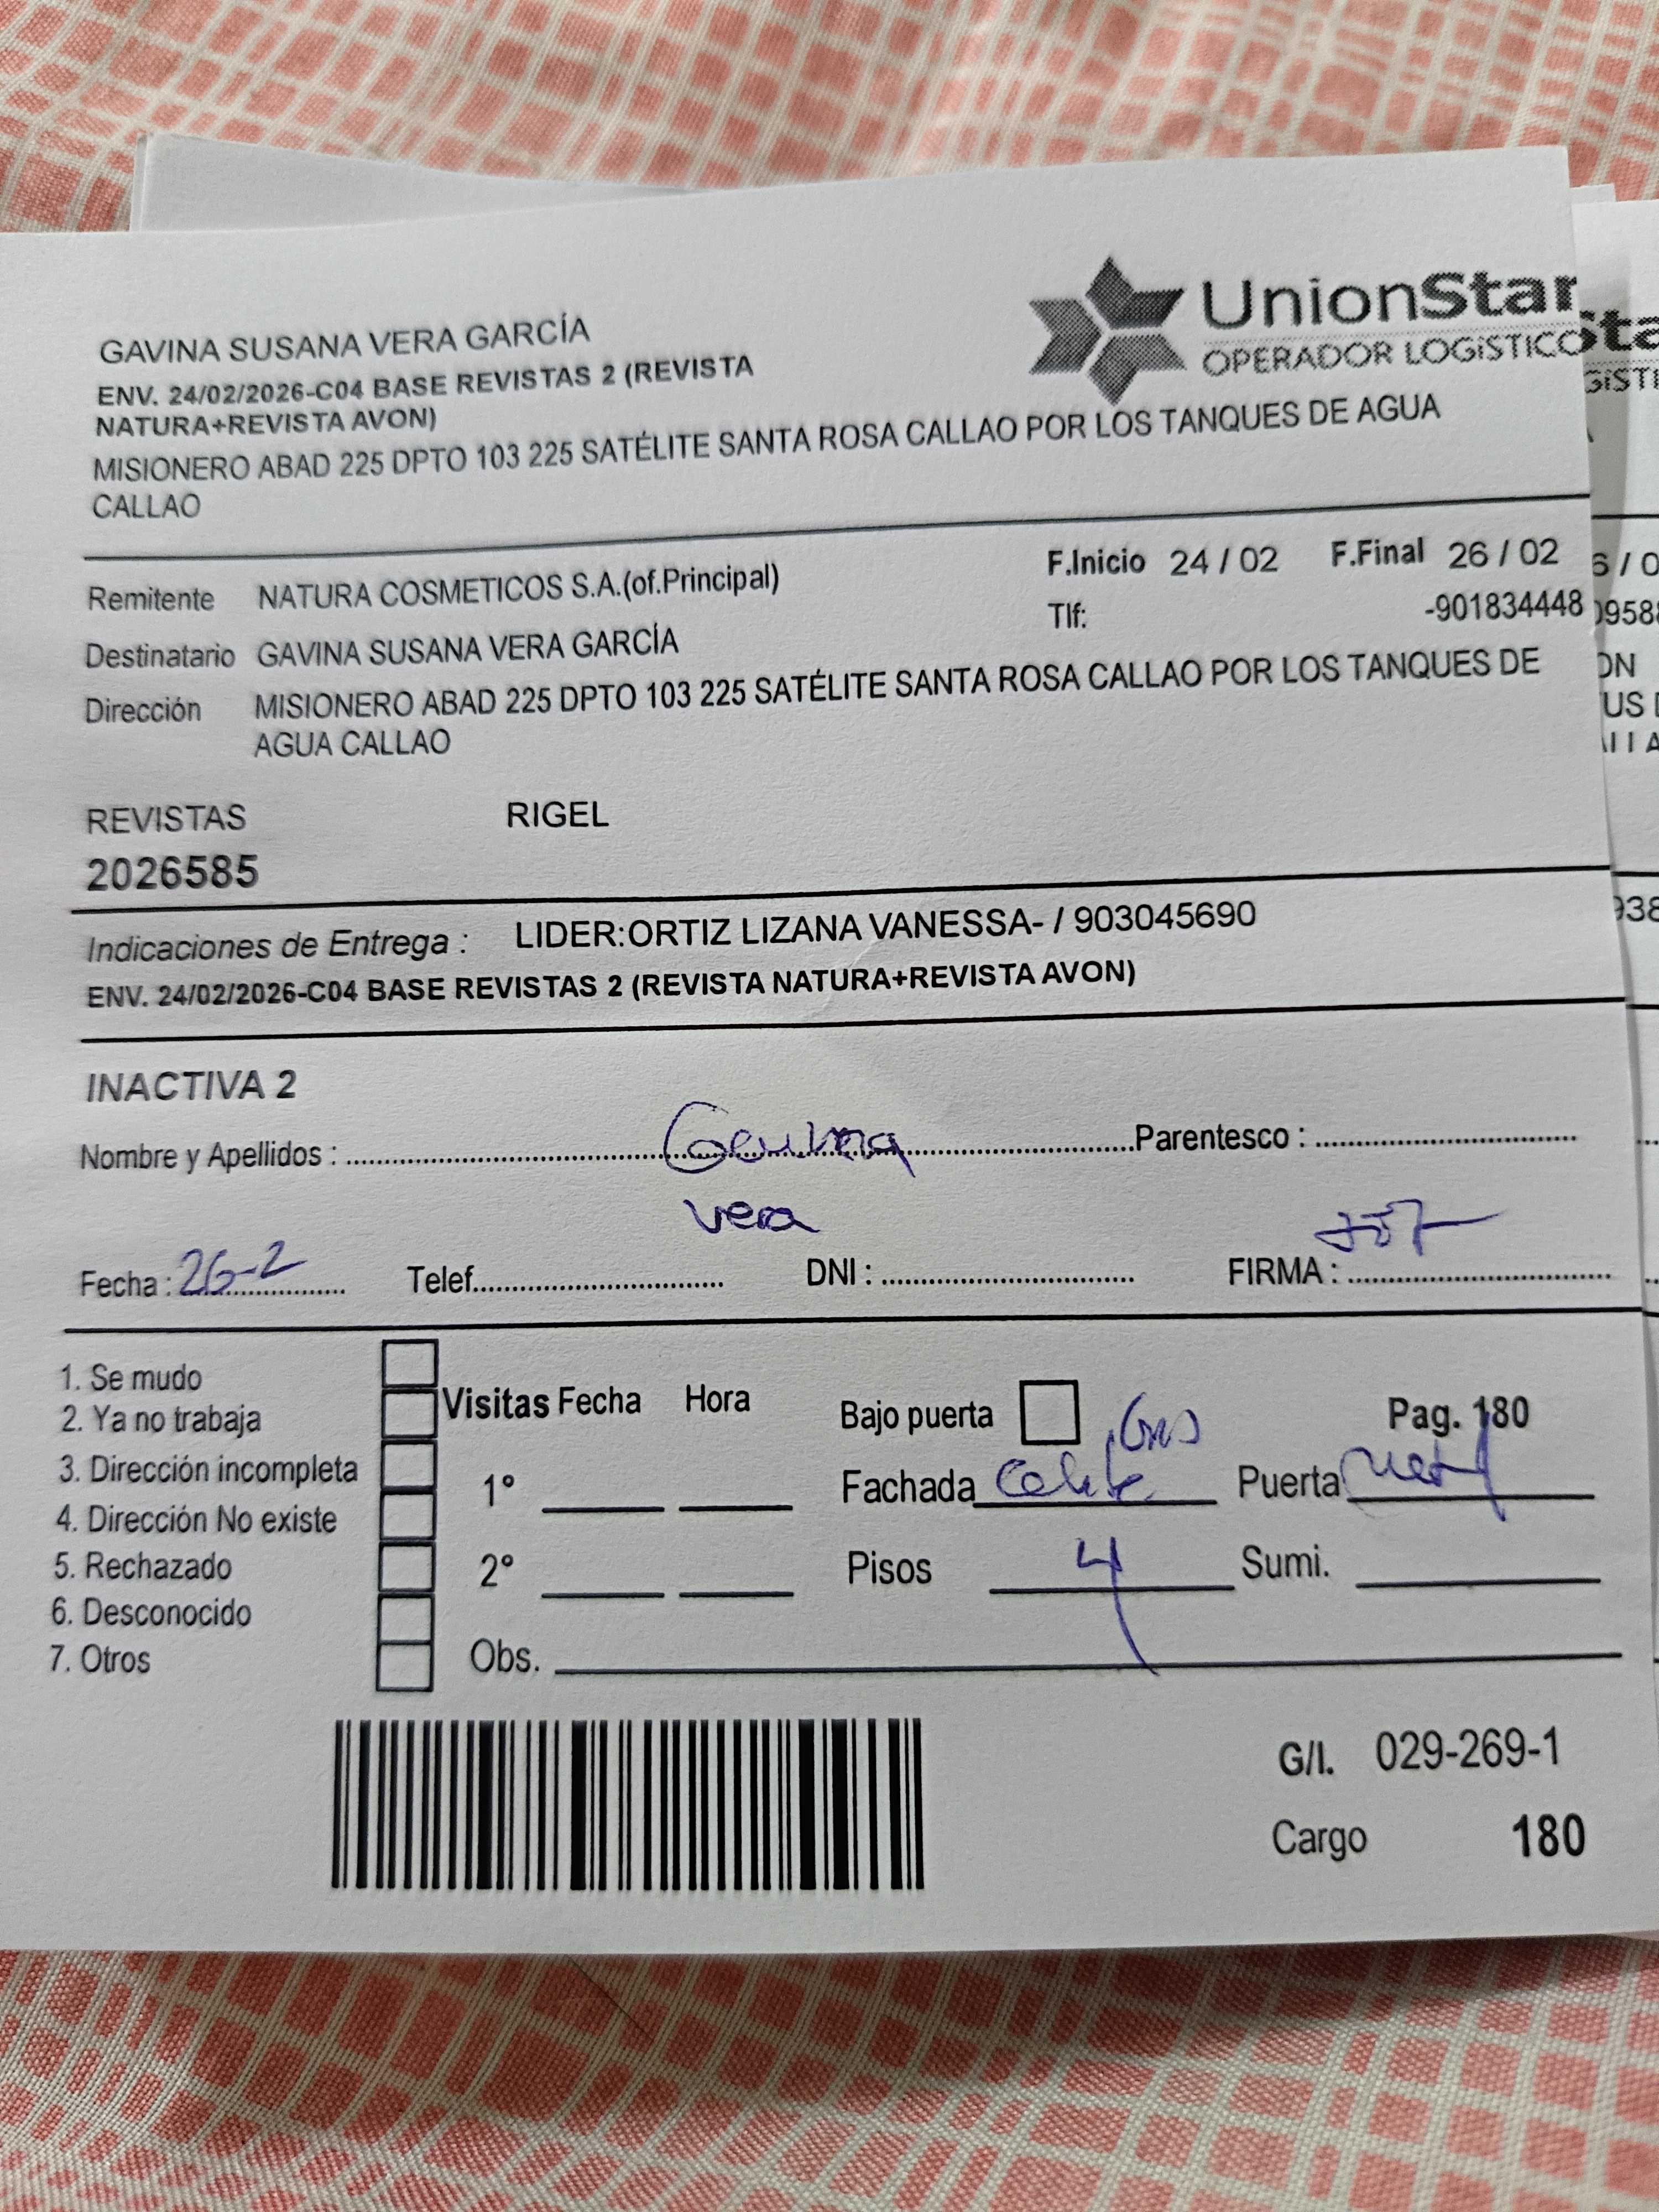 GAVINA SUSANA VERA GARCÍA
ENV. 24/02/2026-C04 BASE REVISTAS 2 (REVISTA
NATURA+REVISTA AVON)
MISIONERO ABAD 225 DPTO 103 225 SATÉLITE SANTA ROSA CALLAO POR LOS TANQUES DE AGUA
CALLAO
UnionStar
OPERADOR LOGíSTICO
Remitente NATURA COSMETICOS S.A.(of.Principal) F.Inicio 24 / 02 F.Final 26 / 02
Tlf: -901834448
Destinatario GAVINA SUSANA VERA GARCÍA
Dirección MISIONERO ABAD 225 DPTO 103 225 SATÉLITE SANTA ROSA CALLAO POR LOS TANQUES DE
AGUA CALLAO
REVISTAS RIGEL
2026585
Indicaciones de Entrega : LIDER:ORTIZ LIZANA VANESSA- / 903045690
ENV. 24/02/2026-C04 BASE REVISTAS 2 (REVISTA NATURA+REVISTA AVON)
INACTIVA 2
Nombre y Apellidos : Parentesco :
Vera
Fecha : 26-2 Telef. DNI : FIRMA :
1. Se mudo
2. Ya no trabaja
3. Dirección incompleta
4. Dirección No existe
5. Rechazado
6. Desconocido
7. Otros
Visitas Fecha Hora
1°
2°
Obs.
Bajo puerta Pag. 180
Fachada Puerta
Pisos 4 Sumi.
G/I. 029-269-1
Cargo 180